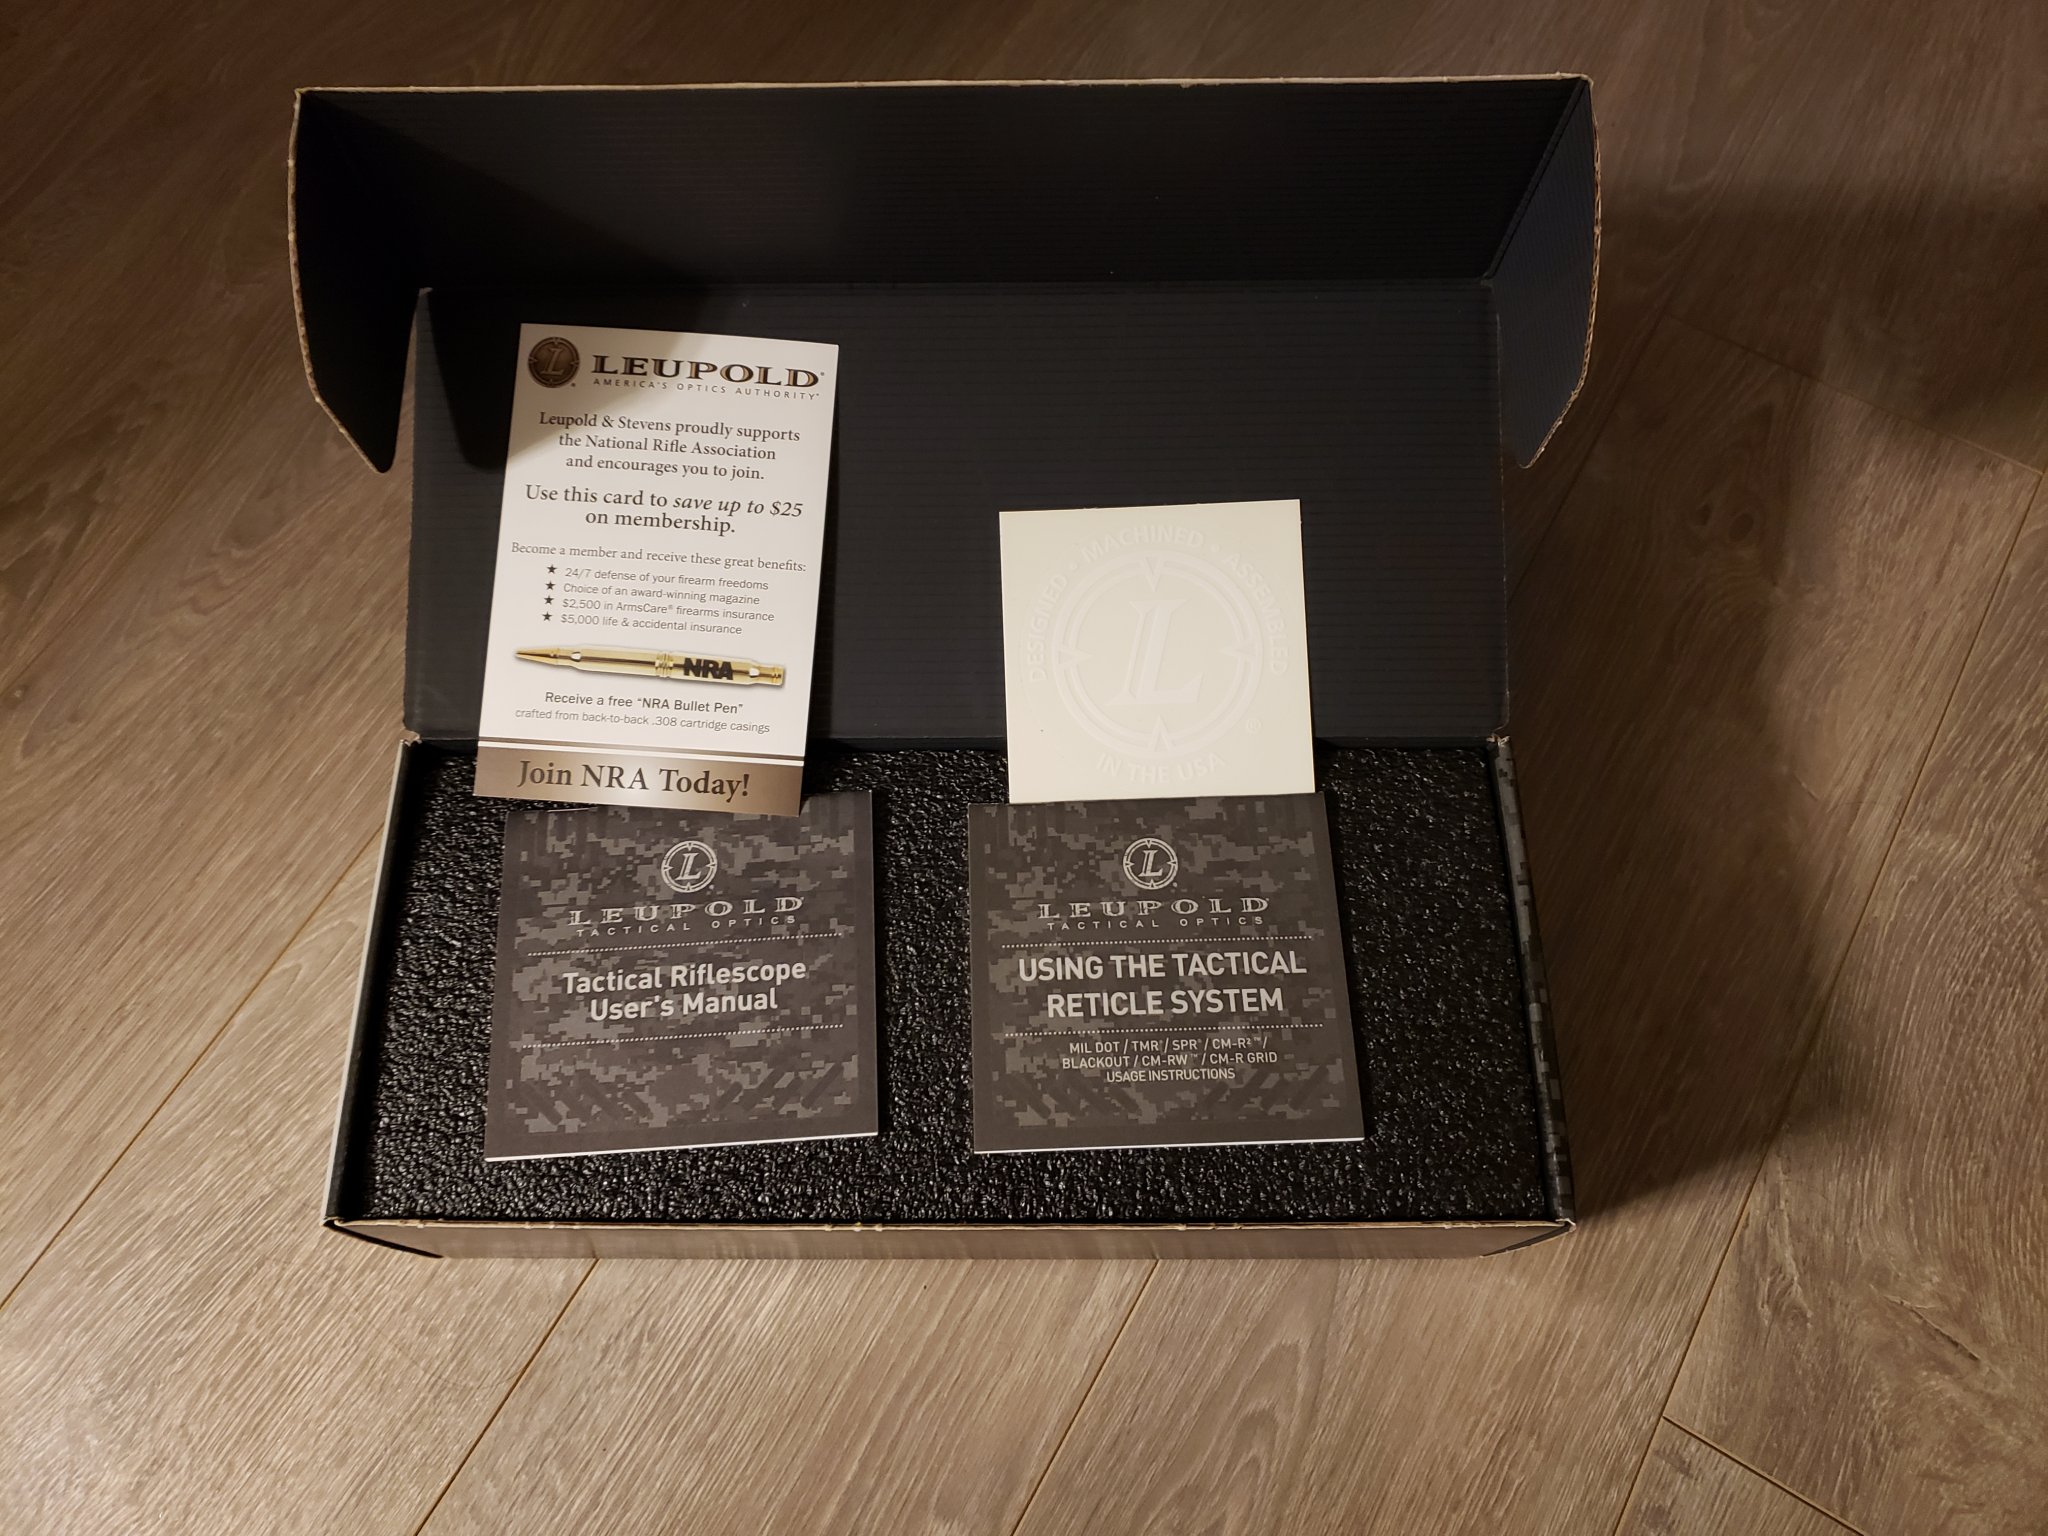 L
LEUPOLD®
AMERICA'S OPTICS AUTHORITY®
Leupold & Stevens proudly supports
the National Rifle Association
and encourages you to join.
Use this card to save up to $25
on membership.
Become a member and receive these great benefits:
★ 24/7 defense of your firearm freedoms
★ Choice of an award-winning magazine
★ $2,500 in ArmsCare® firearms insurance
★ $5,000 life & accidental insurance
NRA
Receive a free “NRA Bullet Pen”
crafted from back-to-back .308 cartridge casings
Join NRA Today!
DESIGNED • MACHINED • ASSEMBLED
L
®
IN THE USA
L
LEUPOLD
TACTICAL OPTICS
Tactical Riflescope
User's Manual
L
LEUPOLD
TACTICAL OPTICS
USING THE TACTICAL
RETICLE SYSTEM
MIL DOT / TMR® / SPR® / CM-R²™ /
BLACKOUT / CM-RW™ / CM-R GRID
USAGE INSTRUCTIONS